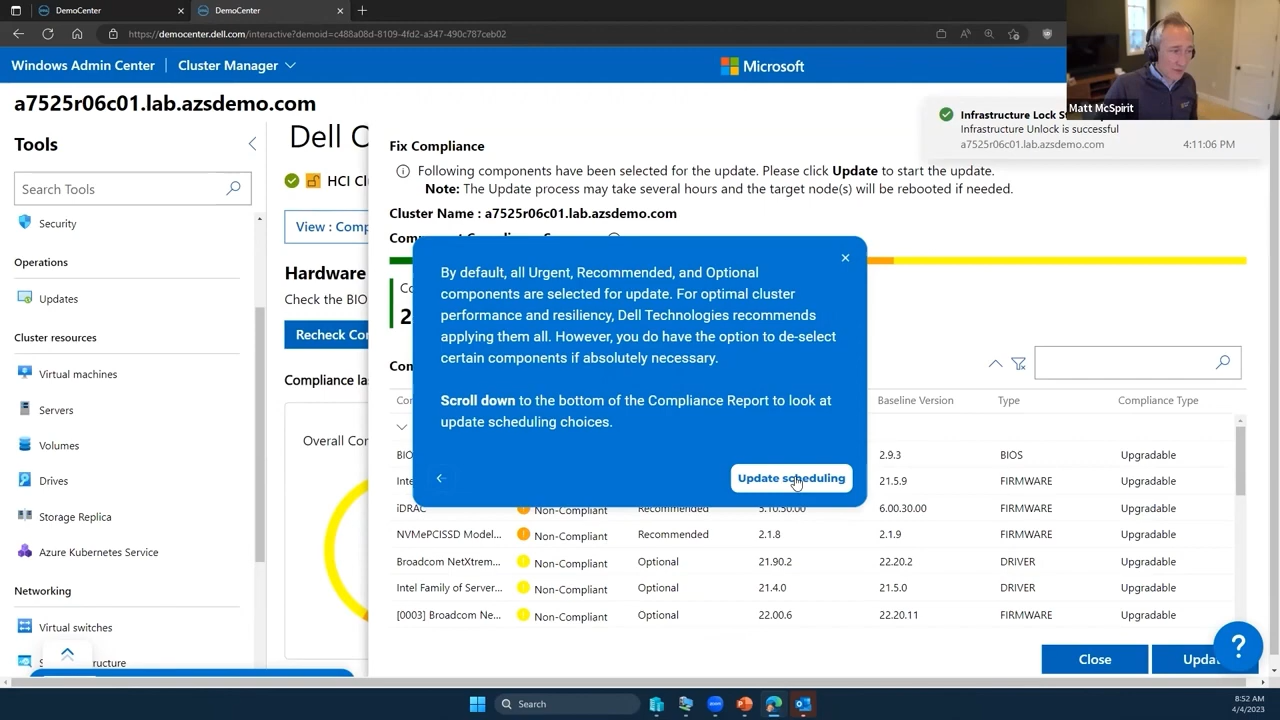 DemoCenter
DemoCenter
https://democenter.dell.com/interactive?demoid=c488a08d-8109-4fd2-a347-490c787ceb02
Windows Admin Center
Cluster Manager
Microsoft
Matt McSpirit
a7525r06c01.lab.azsdemo.com
Infrastructure Lock
Infrastructure Unlock is successful
a7525r06c01.lab.azsdemo.com
4:11:06 PM
Tools
Search Tools
Security
Operations
Updates
Cluster resources
Virtual machines
Servers
Volumes
Drives
Storage Replica
Azure Kubernetes Service
Networking
Virtual switches
Dell
HCI
View :
Hardware
Check the BIO
Recheck
Compliance
Overall
Fix Compliance
Following components have been selected for the update. Please click Update to start the update.
Note: The Update process may take several hours and the target node(s) will be rebooted if needed.
Cluster Name : a7525r06c01.lab.azsdemo.com
By default, all Urgent, Recommended, and Optional
components are selected for update. For optimal cluster
performance and resiliency, Dell Technologies recommends
applying them all. However, you do have the option to de-select
certain components if absolutely necessary.
Scroll down to the bottom of the Compliance Report to look at
update scheduling choices.
Update scheduling
Baseline Version Type Compliance Type
BIO 2.9.3 BIOS Upgradable
Inte 21.5.9 FIRMWARE Upgradable
iDRAC Non-Compliant Recommended 5.10.50.00 6.00.30.00 FIRMWARE Upgradable
NVMePCISSD Model... Non-Compliant Recommended 2.1.8 2.1.9 FIRMWARE Upgradable
Broadcom NetXtrem... Non-Compliant Optional 21.90.2 22.20.2 DRIVER Upgradable
Intel Family of Server... Non-Compliant Optional 21.4.0 21.5.0 DRIVER Upgradable
[0003] Broadcom Ne... Non-Compliant Optional 22.00.6 22.20.11 FIRMWARE Upgradable
Close
Upda
?
Search
8:52 AM
4/4/2023